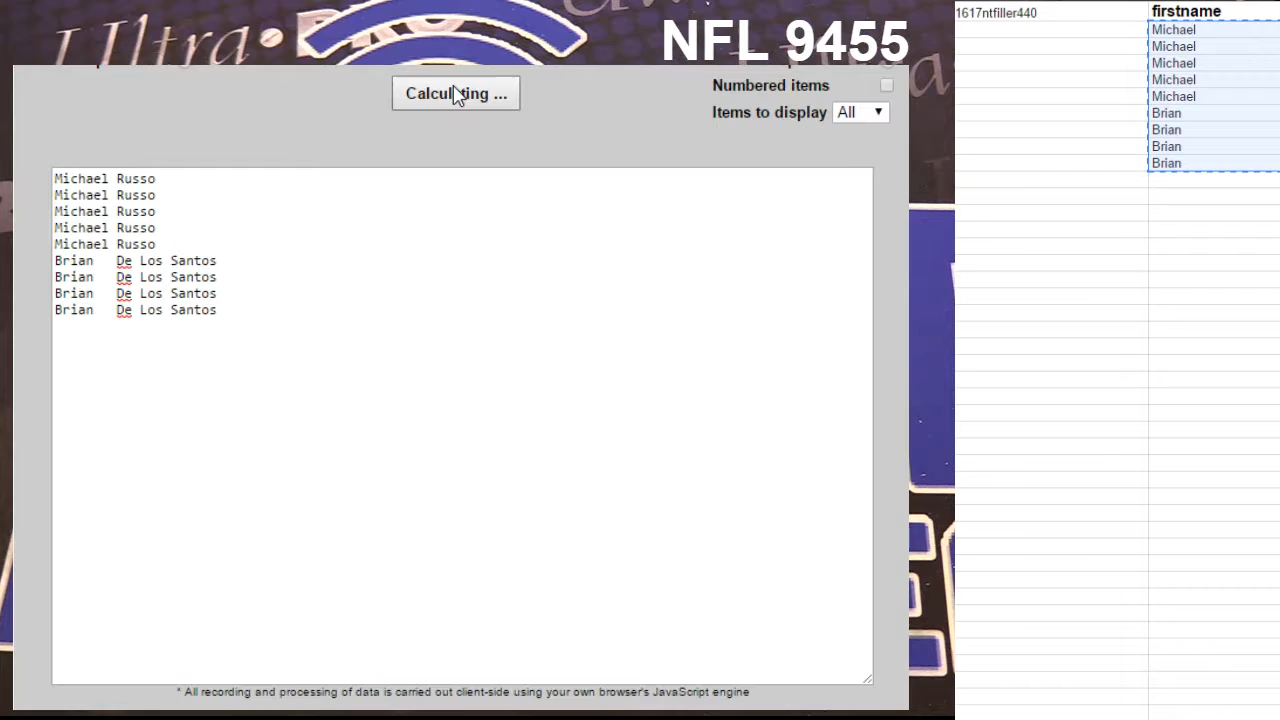 Ultra PRO
NFL 9455
Calculating ...
Numbered items
Items to display All
Michael Russo
Michael Russo
Michael Russo
Michael Russo
Michael Russo
Brian De Los Santos
Brian De Los Santos
Brian De Los Santos
Brian De Los Santos
* All recording and processing of data is carried out client-side using your own browser's JavaScript engine
1617ntfiller440
firstname
Michael
Michael
Michael
Michael
Michael
Brian
Brian
Brian
Brian